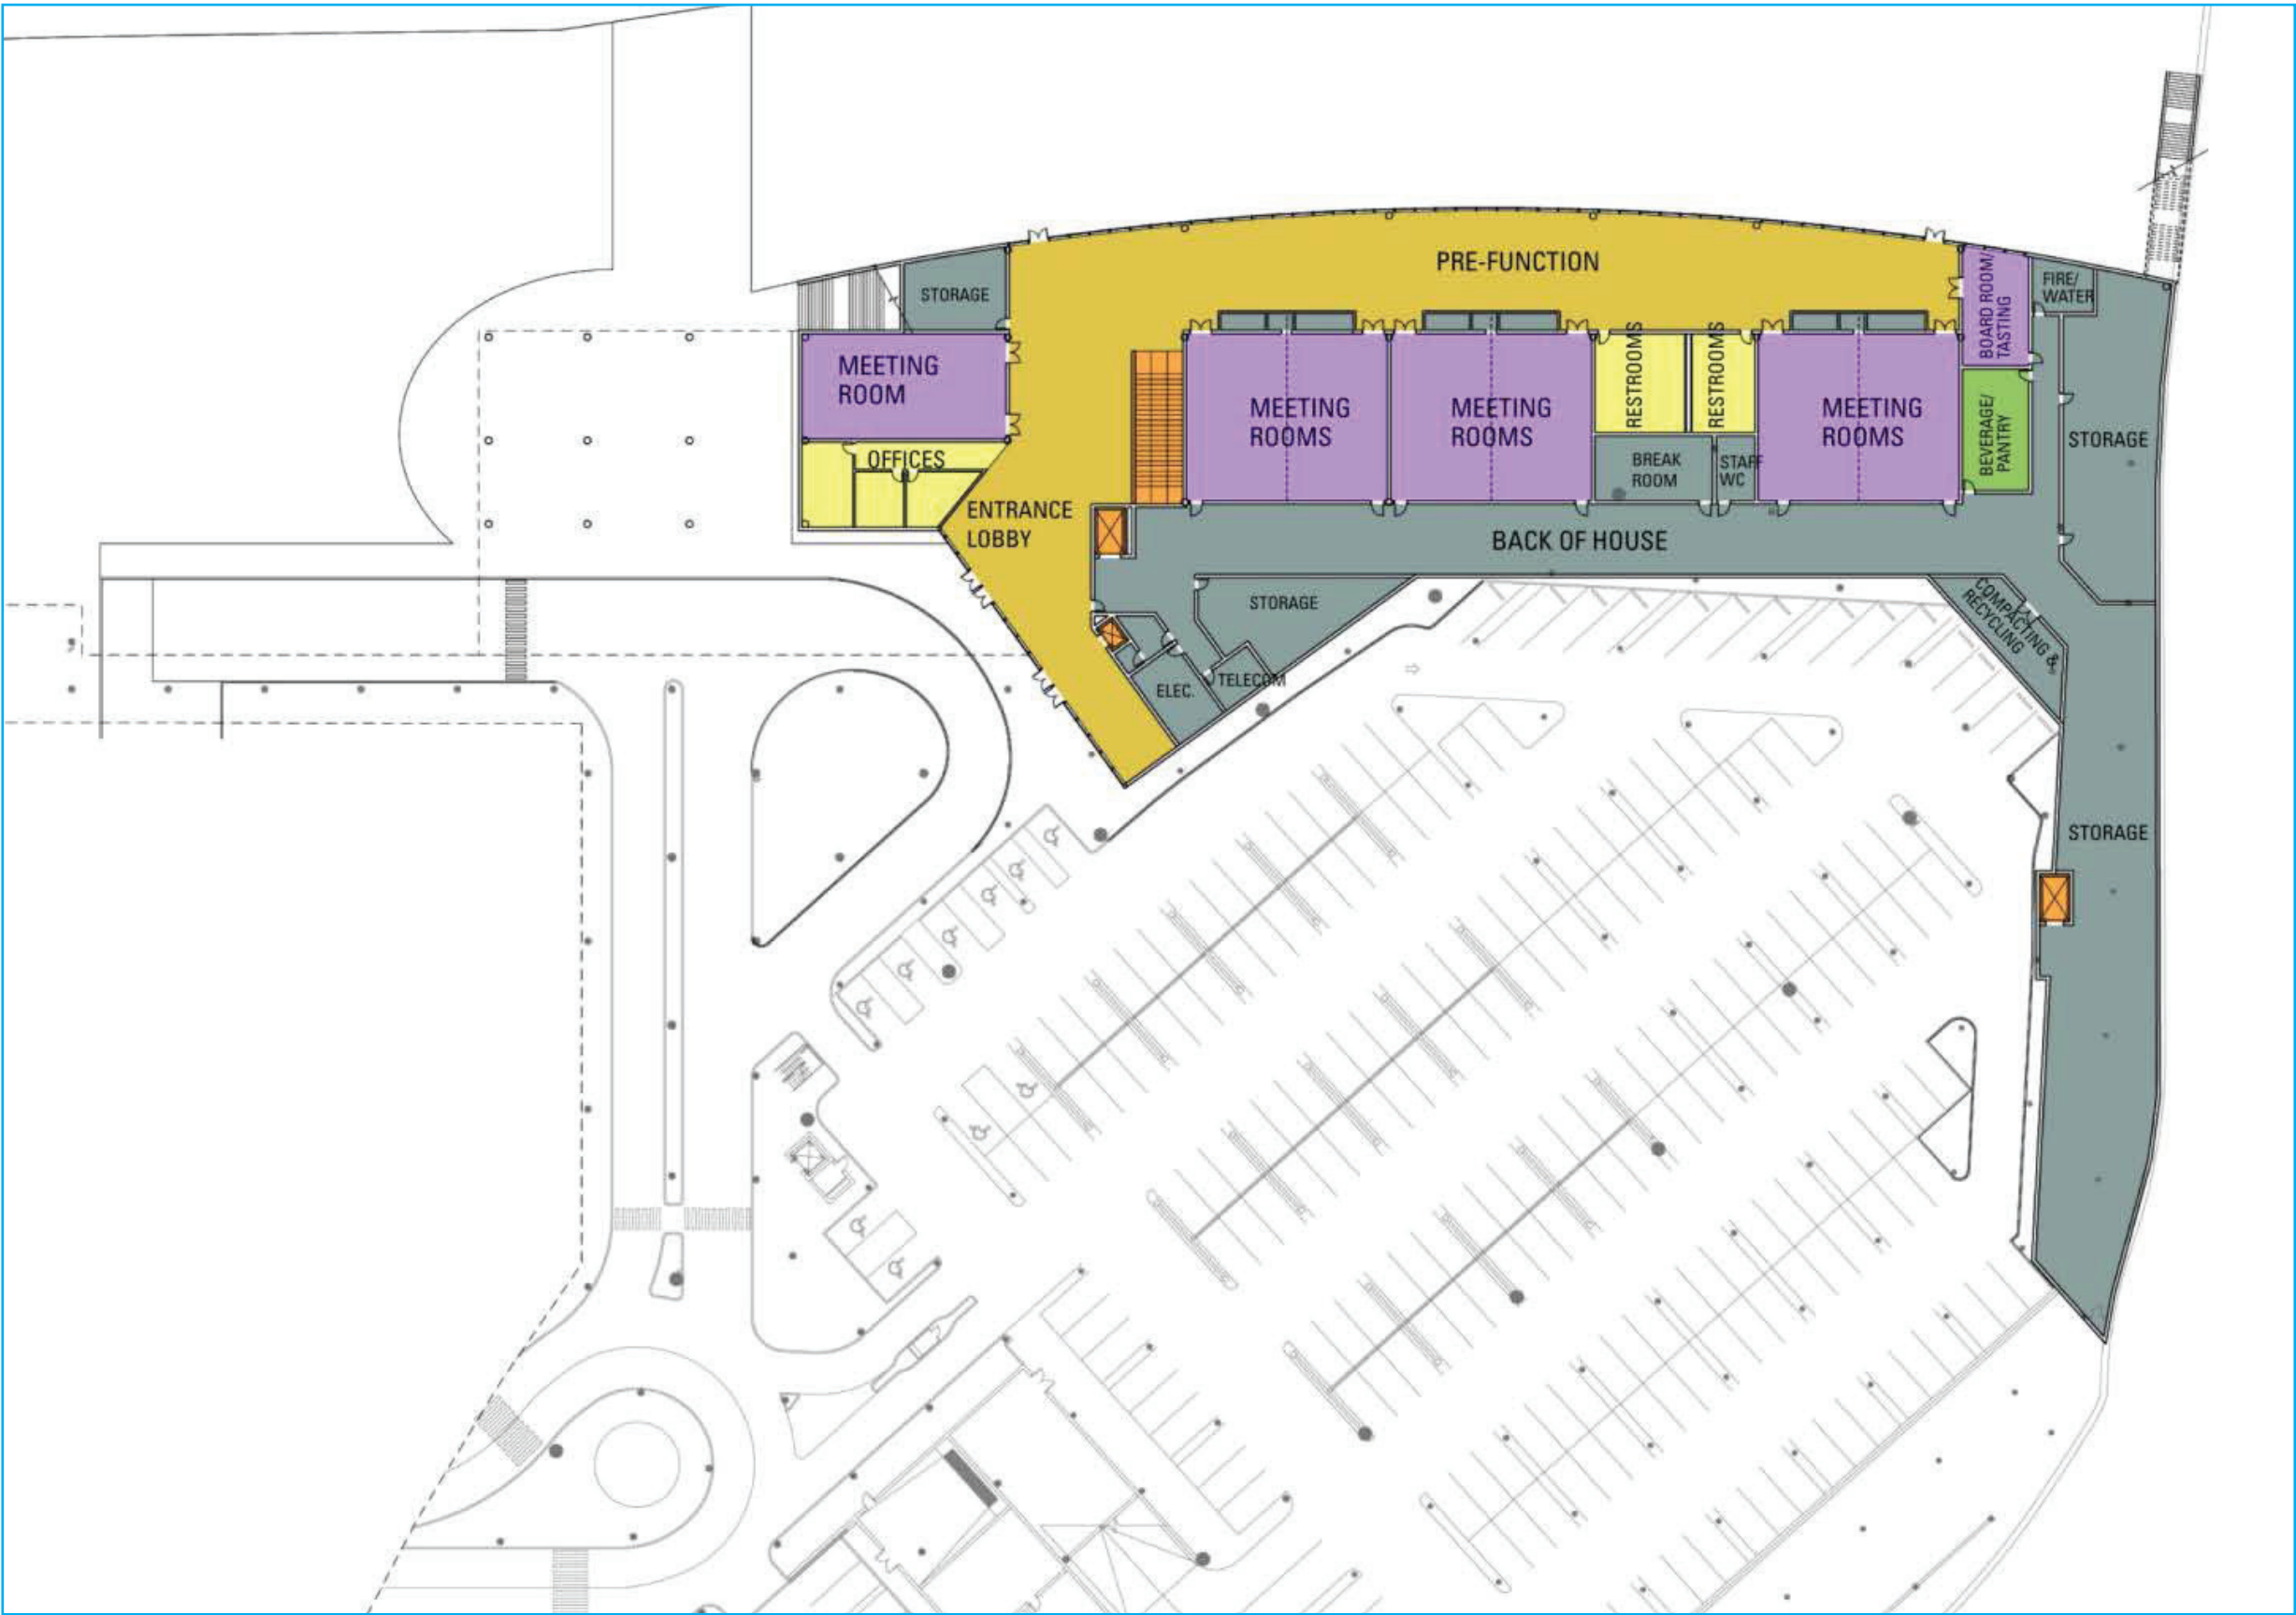 PRE-FUNCTION
STORAGE
BOARD ROOM/
TASTING
FIRE/
WATER
MEETING
ROOM
RESTROOMS
RESTROOMS
MEETING
ROOMS
MEETING
ROOMS
MEETING
ROOMS
BEVERAGE/
PANTRY
STORAGE
OFFICES
BREAK
ROOM
STAFF
WC
ENTRANCE
LOBBY
BACK OF HOUSE
STORAGE
COMPACTING &
RECYCLING
TELECOM
ELEC.
STORAGE